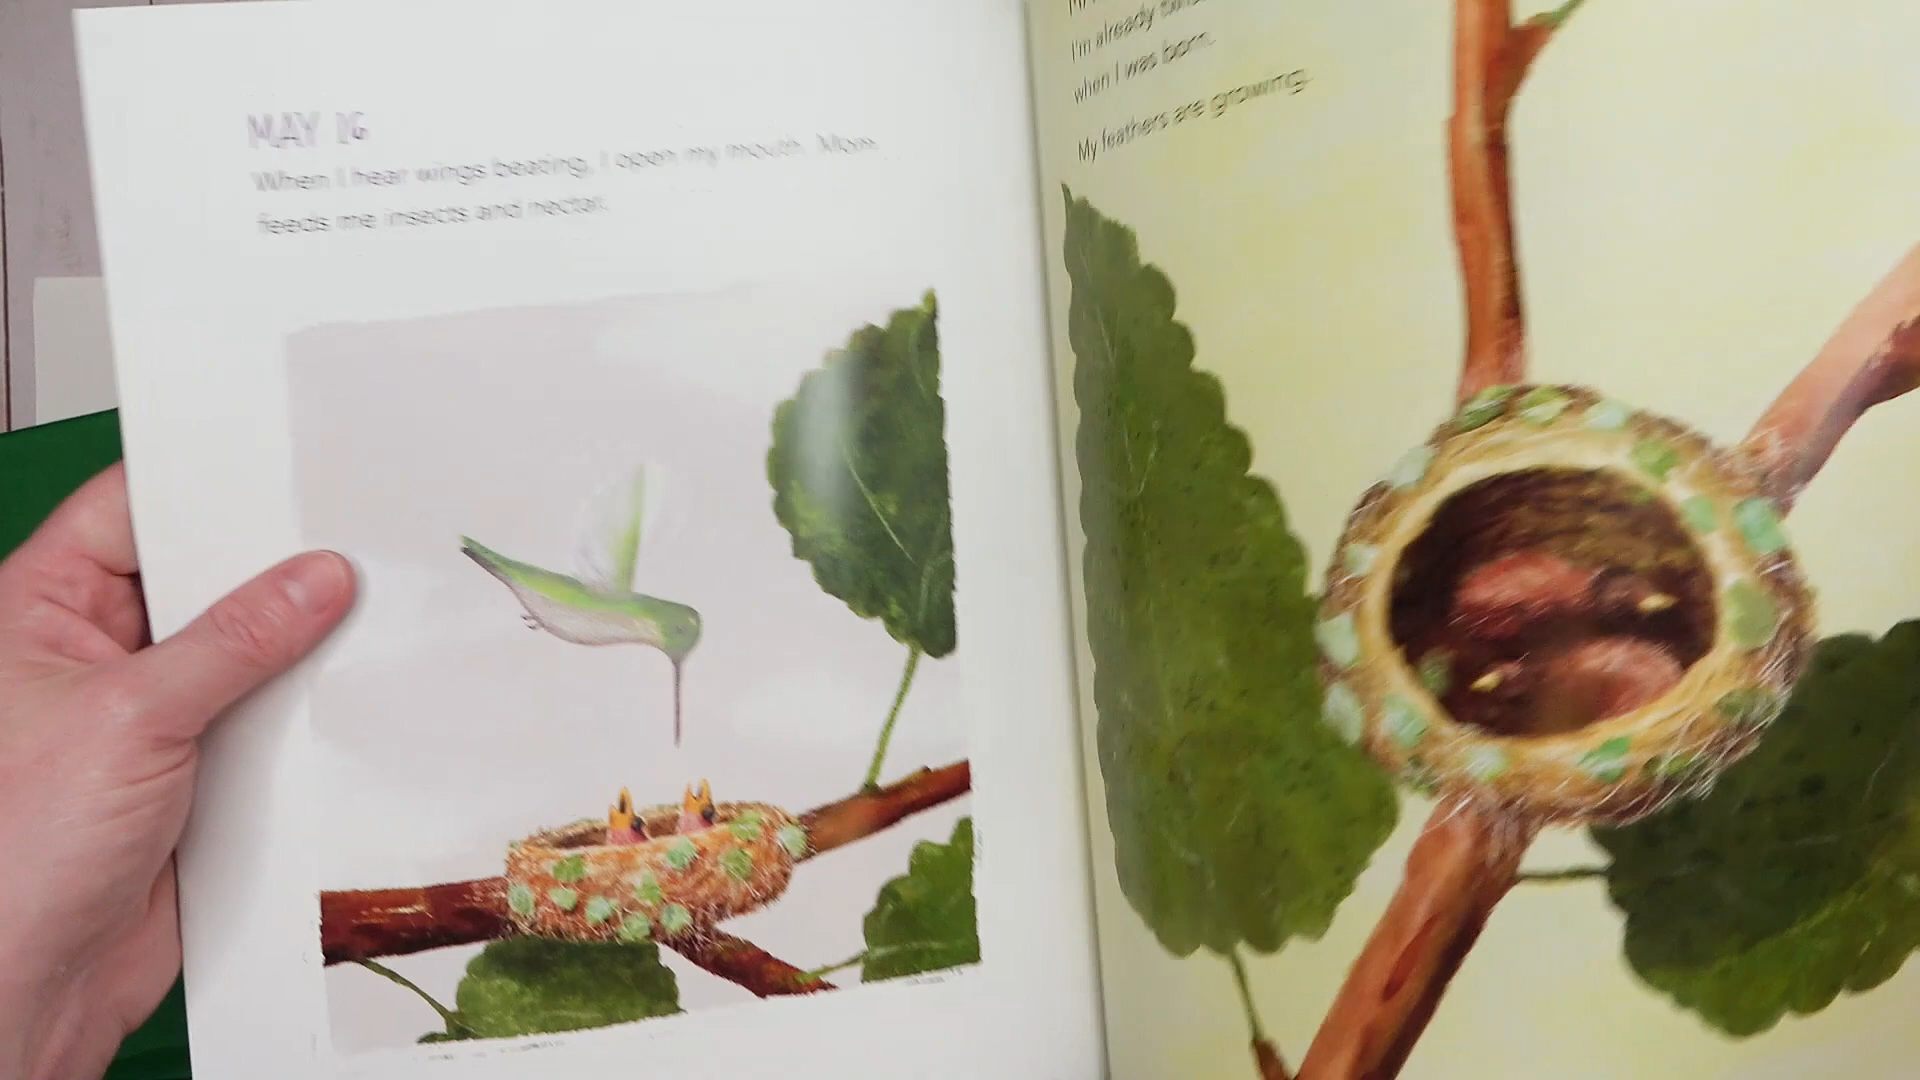 MAY 16
When I hear wings beating, I open my mouth. Mom
feeds me insects and nectar.
I'm already
when I was born.
My feathers are growing.